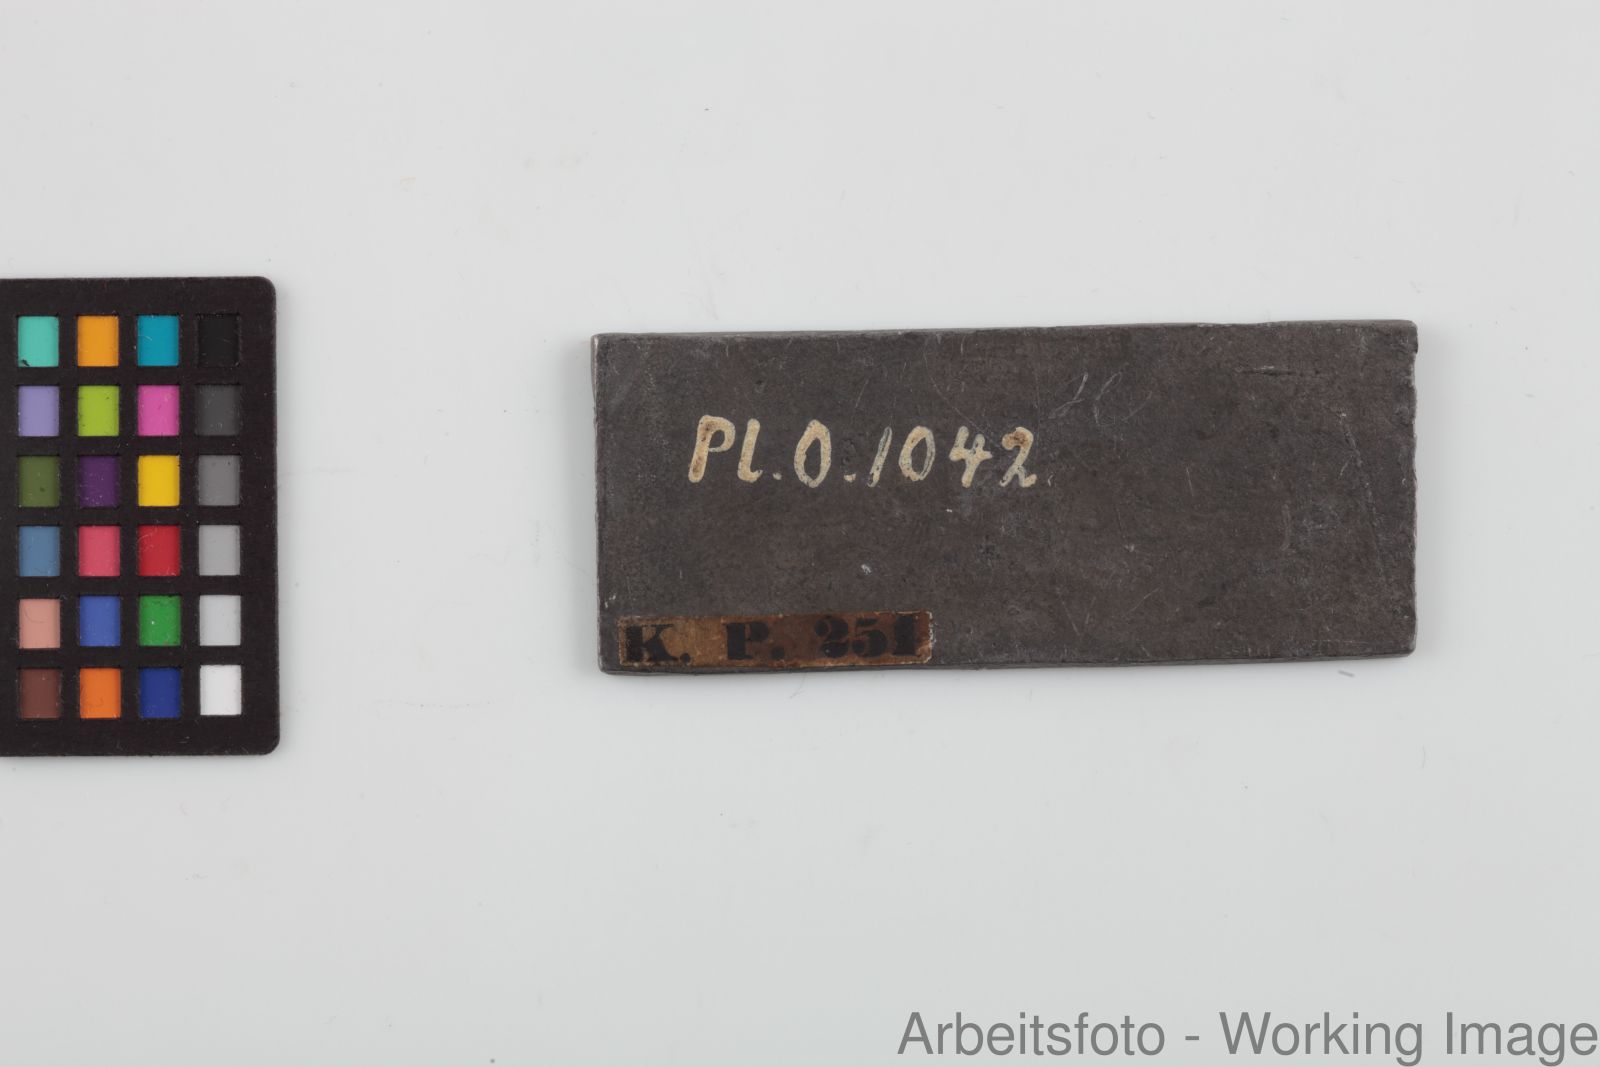 Pl.O.1042
K. P. 251
Arbeitsfoto - Working Image